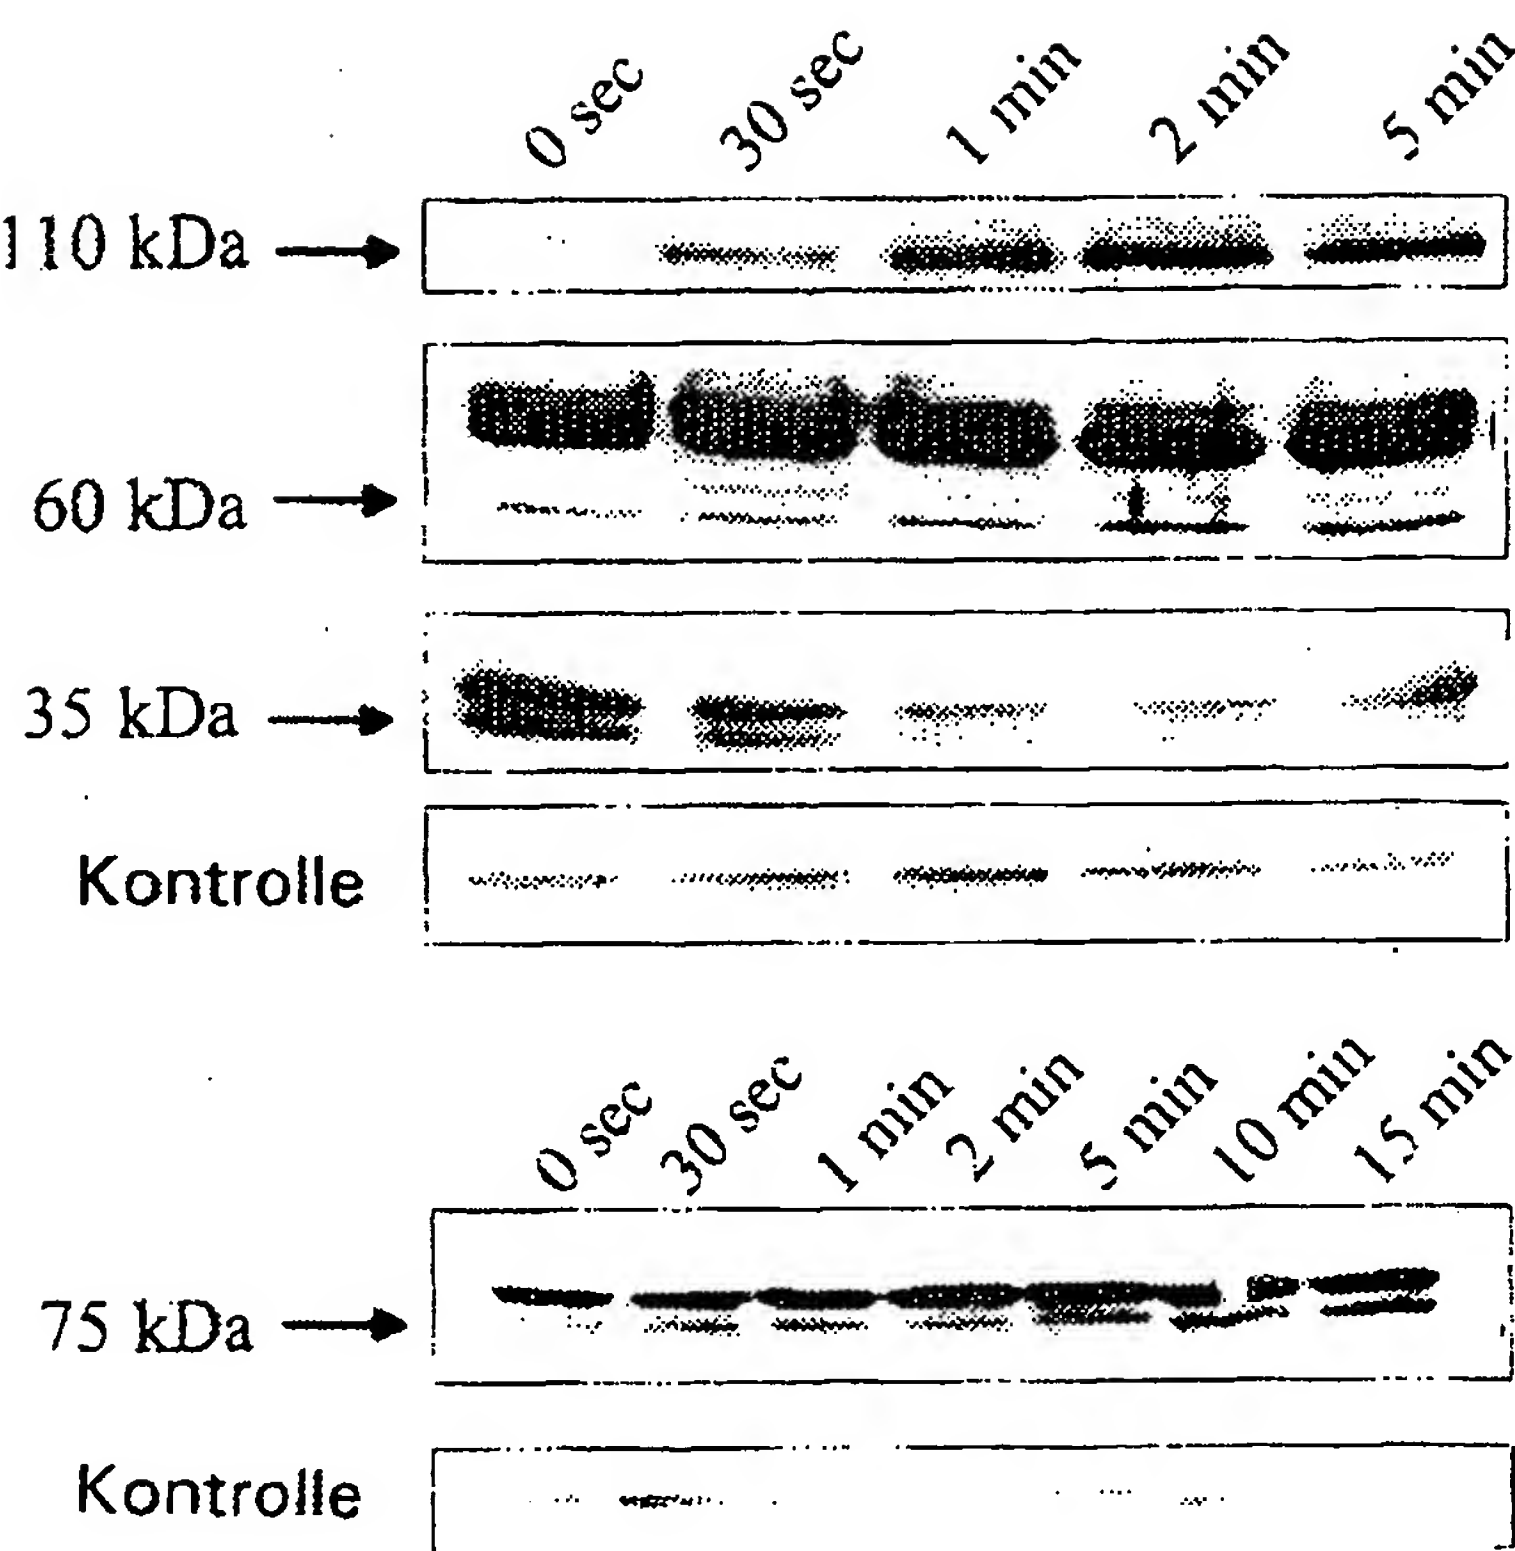 0 sec 30 sec 1 min 2 min 5 min
110 kDa
60 kDa
35 kDa
Kontrolle
0 sec 30 sec 1 min 2 min 5 min 10 min 15 min
75 kDa
Kontrolle